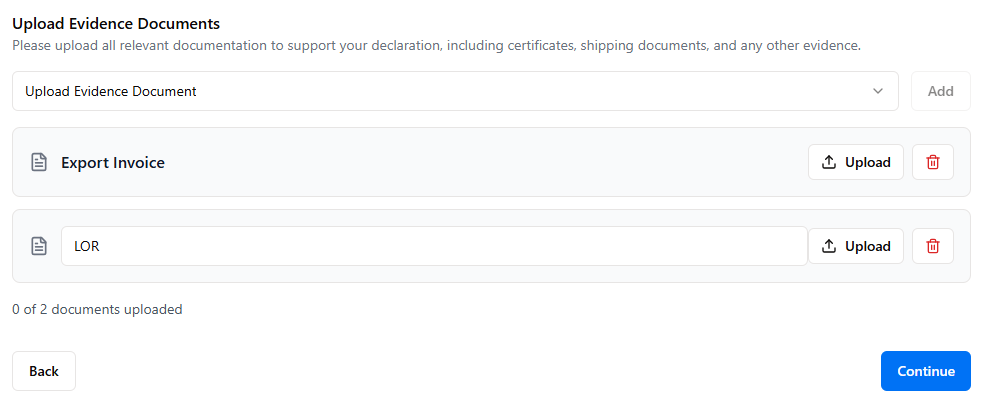 Upload Evidence Documents
Please upload all relevant documentation to support your declaration, including certificates, shipping documents, and any other evidence.
Upload Evidence Document
Add
Export Invoice
Upload
LOR
Upload
0 of 2 documents uploaded
Back
Continue